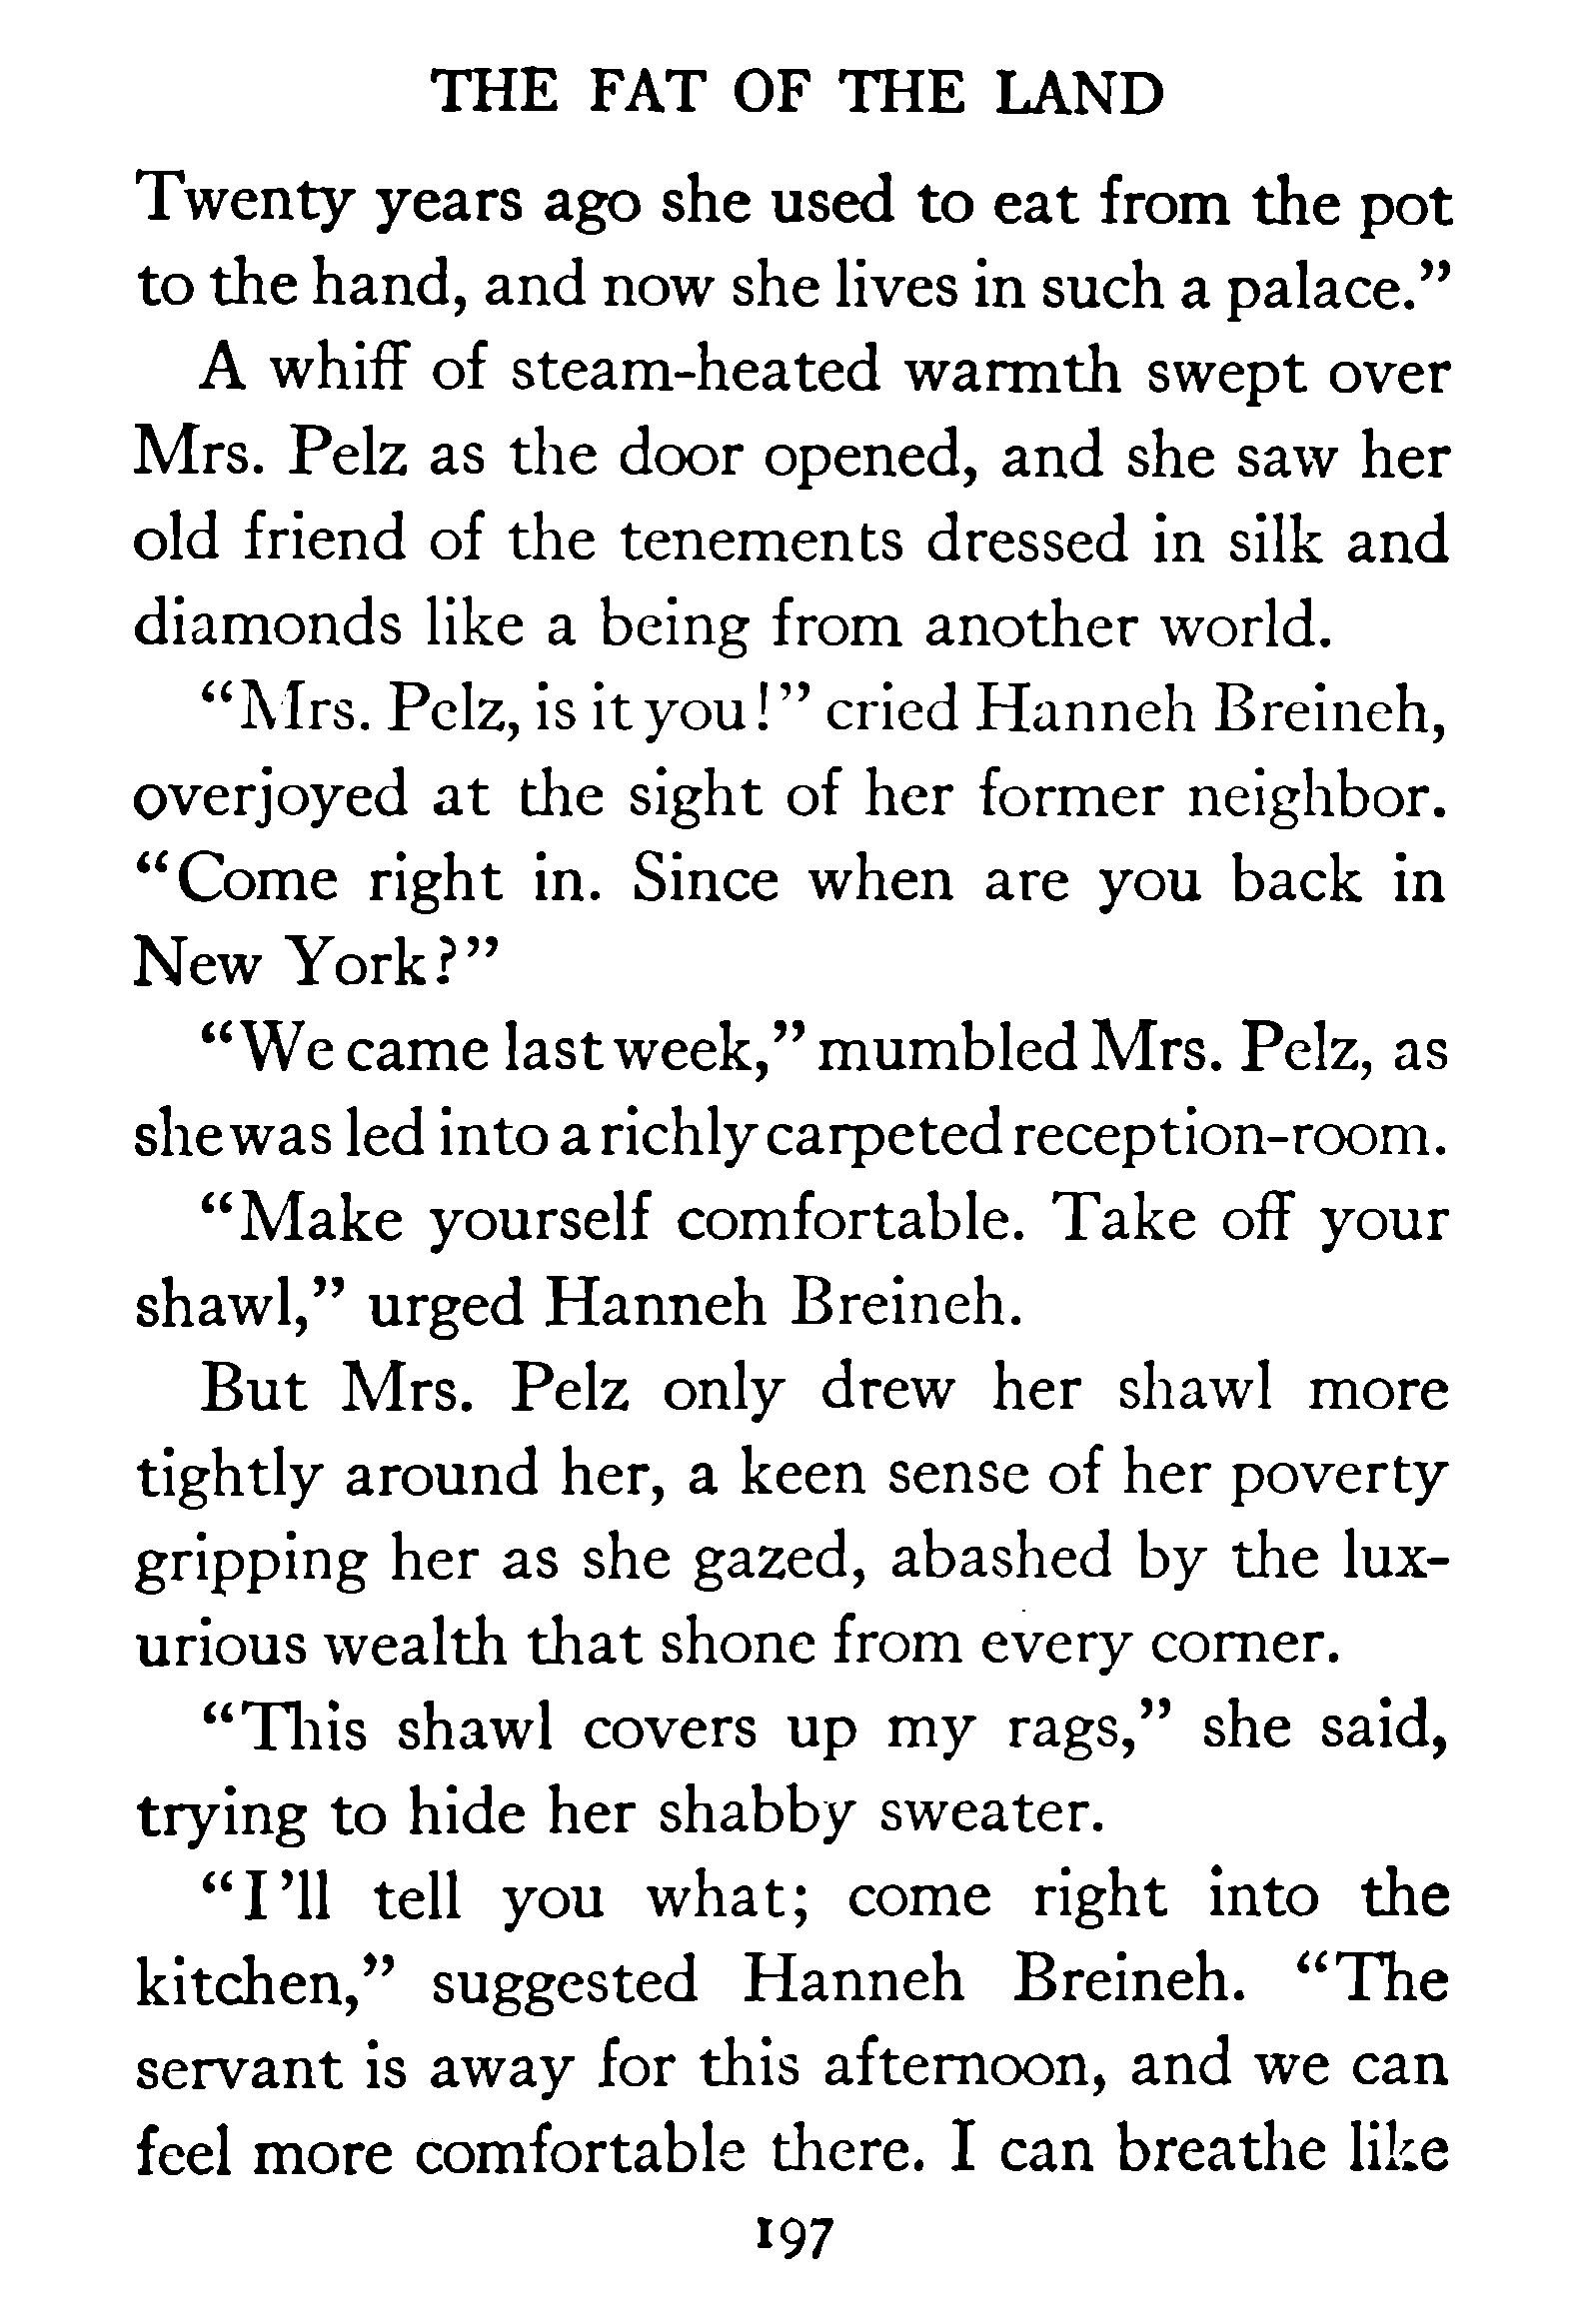 THE FAT OF THE LAND
Twenty years ago she used to eat from the pot
to the hand, and now she lives in such a palace.”
A whiff of steam-heated warmth swept over
Mrs. Pelz as the door opened, and she saw her
old friend of the tenements dressed in silk and
diamonds like a being from another world.
“Mrs. Pelz, is it you!” cried Hanneh Breineh,
overjoyed at the sight of her former neighbor.
“Come right in. Since when are you back in
New York?”
“We came last week,” mumbled Mrs. Pelz, as
she was led into a richly carpeted reception-room.
“Make yourself comfortable. Take off your
shawl,” urged Hanneh Breineh.
But Mrs. Pelz only drew her shawl more
tightly around her, a keen sense of her poverty
gripping her as she gazed, abashed by the lux-
urious wealth that shone from every corner.
“This shawl covers up my rags,” she said,
trying to hide her shabby sweater.
“I’ll tell you what; come right into the
kitchen,” suggested Hanneh Breineh. “The
servant is away for this afternoon, and we can
feel more comfortable there. I can breathe like
197